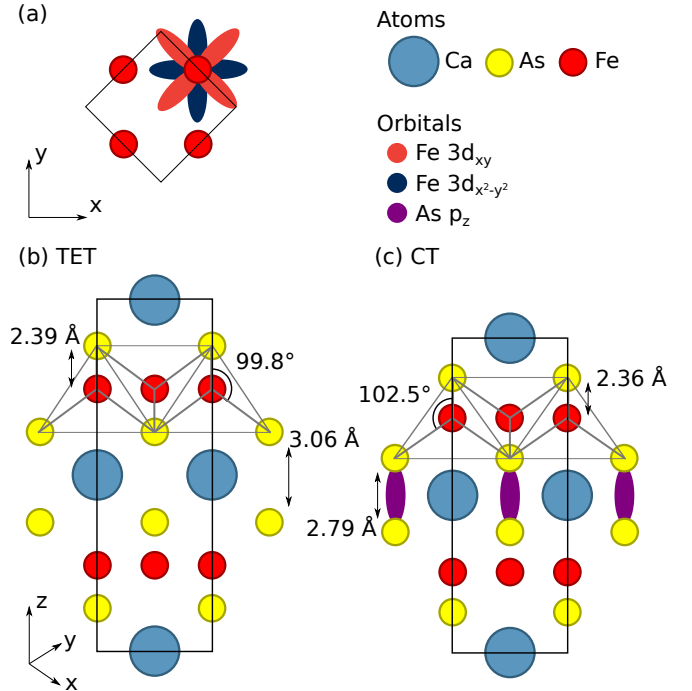 (a)
y
x
Atoms
Ca As Fe
Orbitals
Fe 3dxy
Fe 3dx²-y²
As pz
(b) TET
2.39 Å
99.8°
3.06 Å
z
y
x
(c) CT
102.5°
2.36 Å
2.79 Å